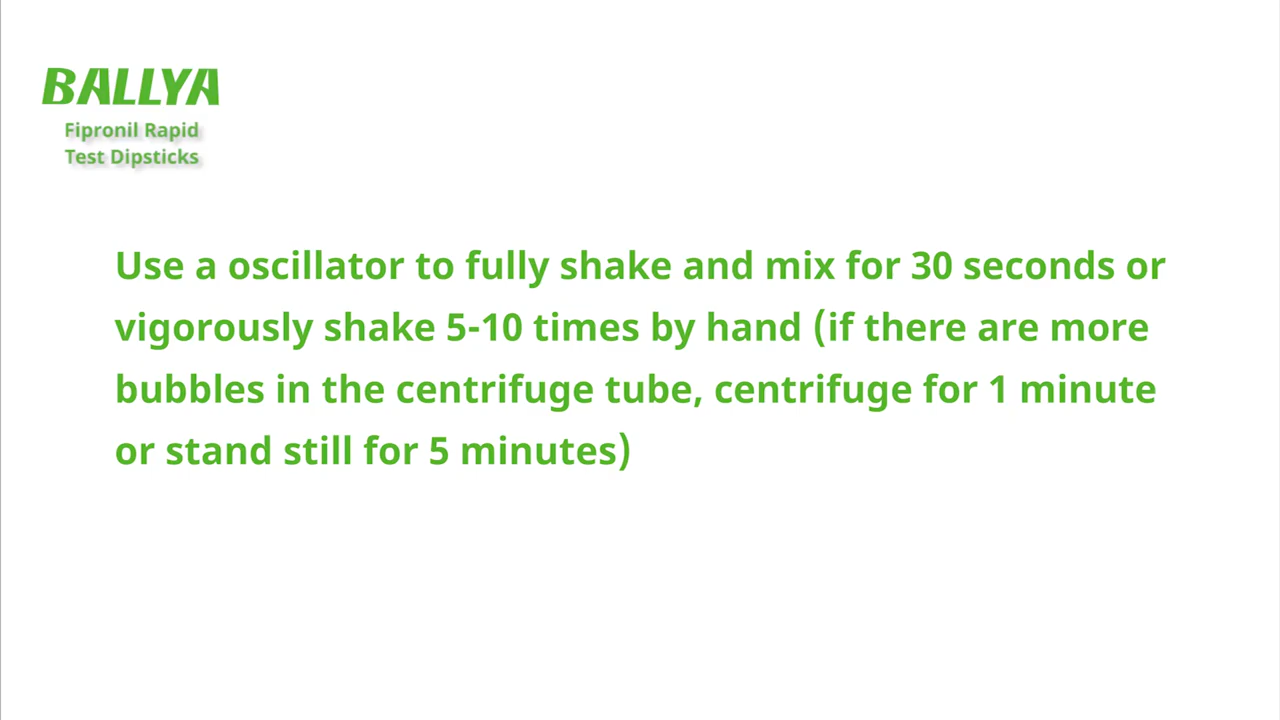 BALLYA
Fipronil Rapid
Test Dipsticks
Use a oscillator to fully shake and mix for 30 seconds or
vigorously shake 5-10 times by hand (if there are more
bubbles in the centrifuge tube, centrifuge for 1 minute
or stand still for 5 minutes)